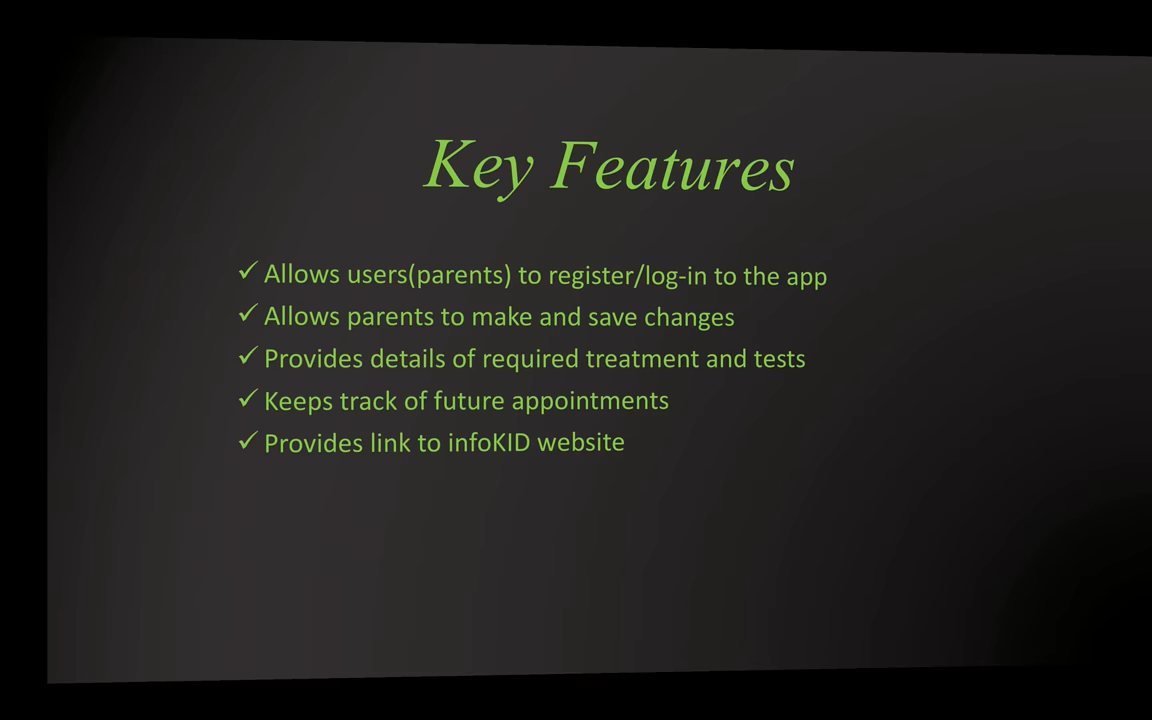 Key Features
✓ Allows users(parents) to register/log-in to the app
✓ Allows parents to make and save changes
✓ Provides details of required treatment and tests
✓ Keeps track of future appointments
✓ Provides link to infoKID website